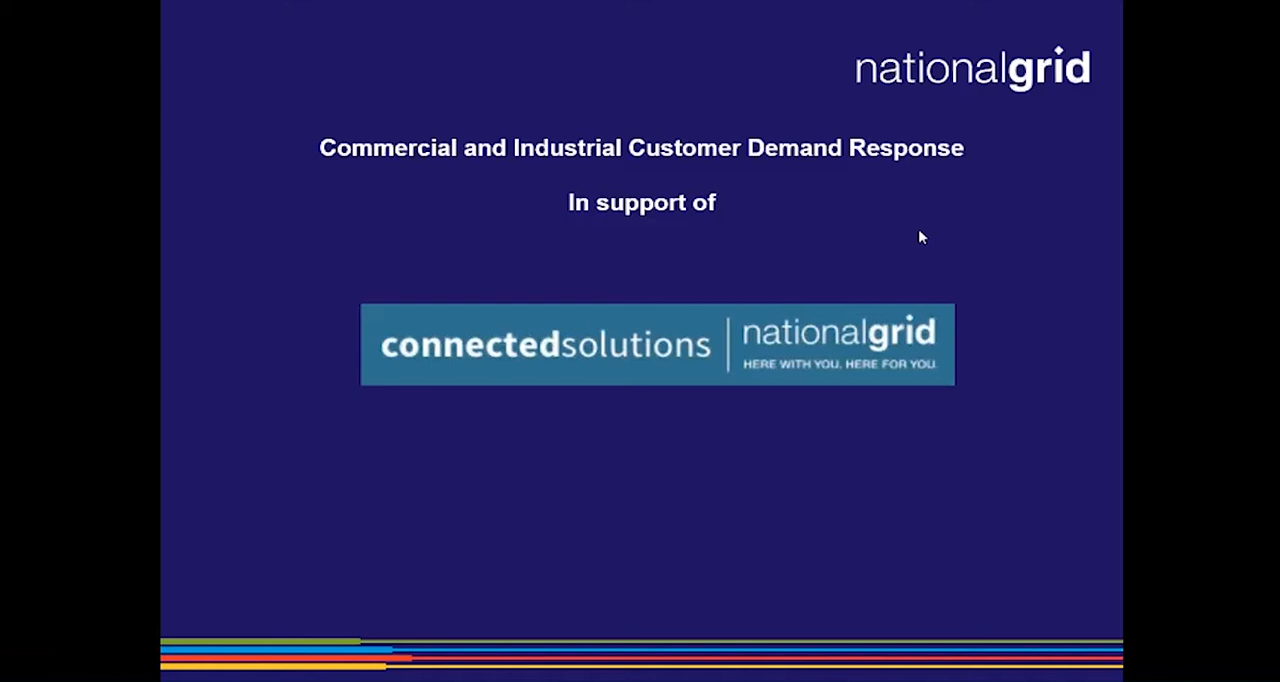 nationalgrid
Commercial and Industrial Customer Demand Response
In support of
connectedsolutions
nationalgrid
HERE WITH YOU. HERE FOR YOU.